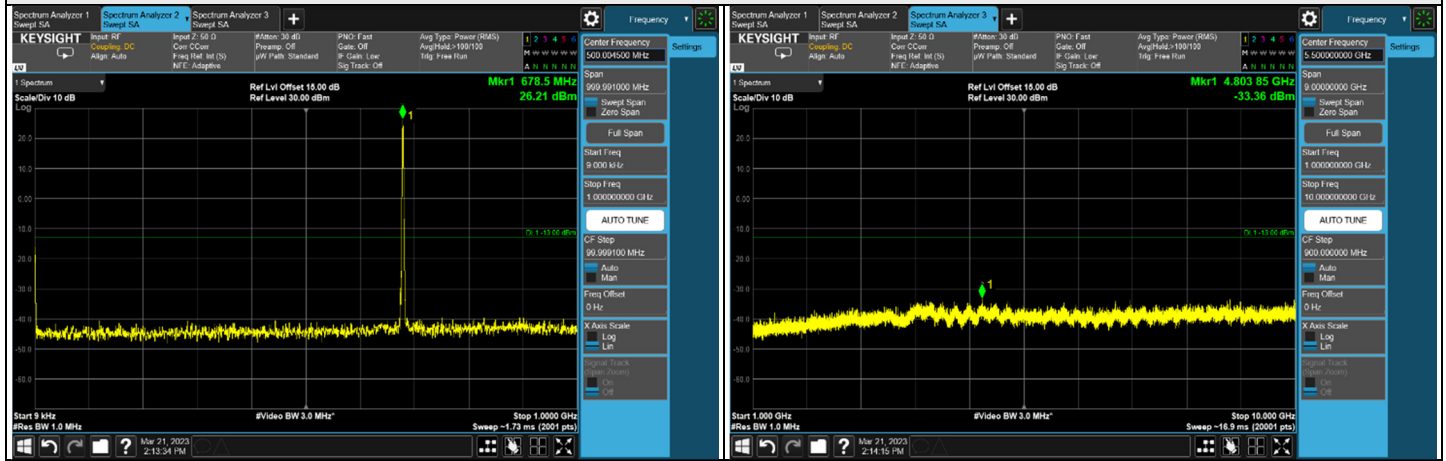 Spectrum Analyzer 1
Swept SA
Spectrum Analyzer 2
Swept SA
Spectrum Analyzer 3
Swept SA
Frequency
KEYSIGHT
Input: RF
Coupling: DC
Align: Auto
Input Z: 50 Ω
Corr CCorr
Freq Ref: Int (S)
NFE: Adaptive
#Atten: 30 dB
Preamp: Off
µW Path: Standard
PNO: Fast
Gate: Off
IF Gain: Low
Sig Track: Off
Avg Type: Power (RMS)
Avg|Hold:>100/100
Trig: Free Run
1 2 3 4 5 6
M W W W W W
A N N N N N
LXI
1 Spectrum
Scale/Div 10 dB
Log
Ref Lvl Offset 15.00 dB
Ref Level 30.00 dBm
Mkr1 678.5 MHz
26.21 dBm
1
20.0
10.0
0.00
-10.0
DL1 -13.00 dBm
-20.0
-30.0
-40.0
-50.0
-60.0
Start 9 kHz
#Res BW 1.0 MHz
#Video BW 3.0 MHz*
Stop 1.0000 GHz
Sweep ~1.73 ms (2001 pts)
Mar 21, 2023
2:13:34 PM
Center Frequency
500.004500 MHz
Settings
Span
999.991000 MHz
Swept Span
Zero Span
Full Span
Start Freq
9.000 kHz
Stop Freq
1.000000000 GHz
AUTO TUNE
CF Step
99.999100 MHz
Auto
Man
Freq Offset
0 Hz
X Axis Scale
Log
Lin
Signal Track
(Span Zoom)
On
Off
Spectrum Analyzer 1
Swept SA
Spectrum Analyzer 2
Swept SA
Spectrum Analyzer 3
Swept SA
Frequency
KEYSIGHT
Input: RF
Coupling: DC
Align: Auto
Input Z: 50 Ω
Corr CCorr
Freq Ref: Int (S)
NFE: Adaptive
#Atten: 30 dB
Preamp: Off
µW Path: Standard
PNO: Fast
Gate: Off
IF Gain: Low
Sig Track: Off
Avg Type: Power (RMS)
Avg|Hold:>100/100
Trig: Free Run
1 2 3 4 5 6
M W W W W W
A N N N N N
LXI
1 Spectrum
Scale/Div 10 dB
Log
Ref Lvl Offset 15.00 dB
Ref Level 30.00 dBm
Mkr1 4.803 85 GHz
-33.36 dBm
20.0
10.0
0.00
-10.0
DL1 -13.00 dBm
-20.0
-30.0
1
-40.0
-50.0
-60.0
Start 1.000 GHz
#Res BW 1.0 MHz
#Video BW 3.0 MHz*
Stop 10.000 GHz
Sweep ~16.9 ms (20001 pts)
Mar 21, 2023
2:14:15 PM
Center Frequency
5.500000000 GHz
Settings
Span
9.00000000 GHz
Swept Span
Zero Span
Full Span
Start Freq
1.000000000 GHz
Stop Freq
10.000000000 GHz
AUTO TUNE
CF Step
900.000000 MHz
Auto
Man
Freq Offset
0 Hz
X Axis Scale
Log
Lin
Signal Track
(Span Zoom)
On
Off